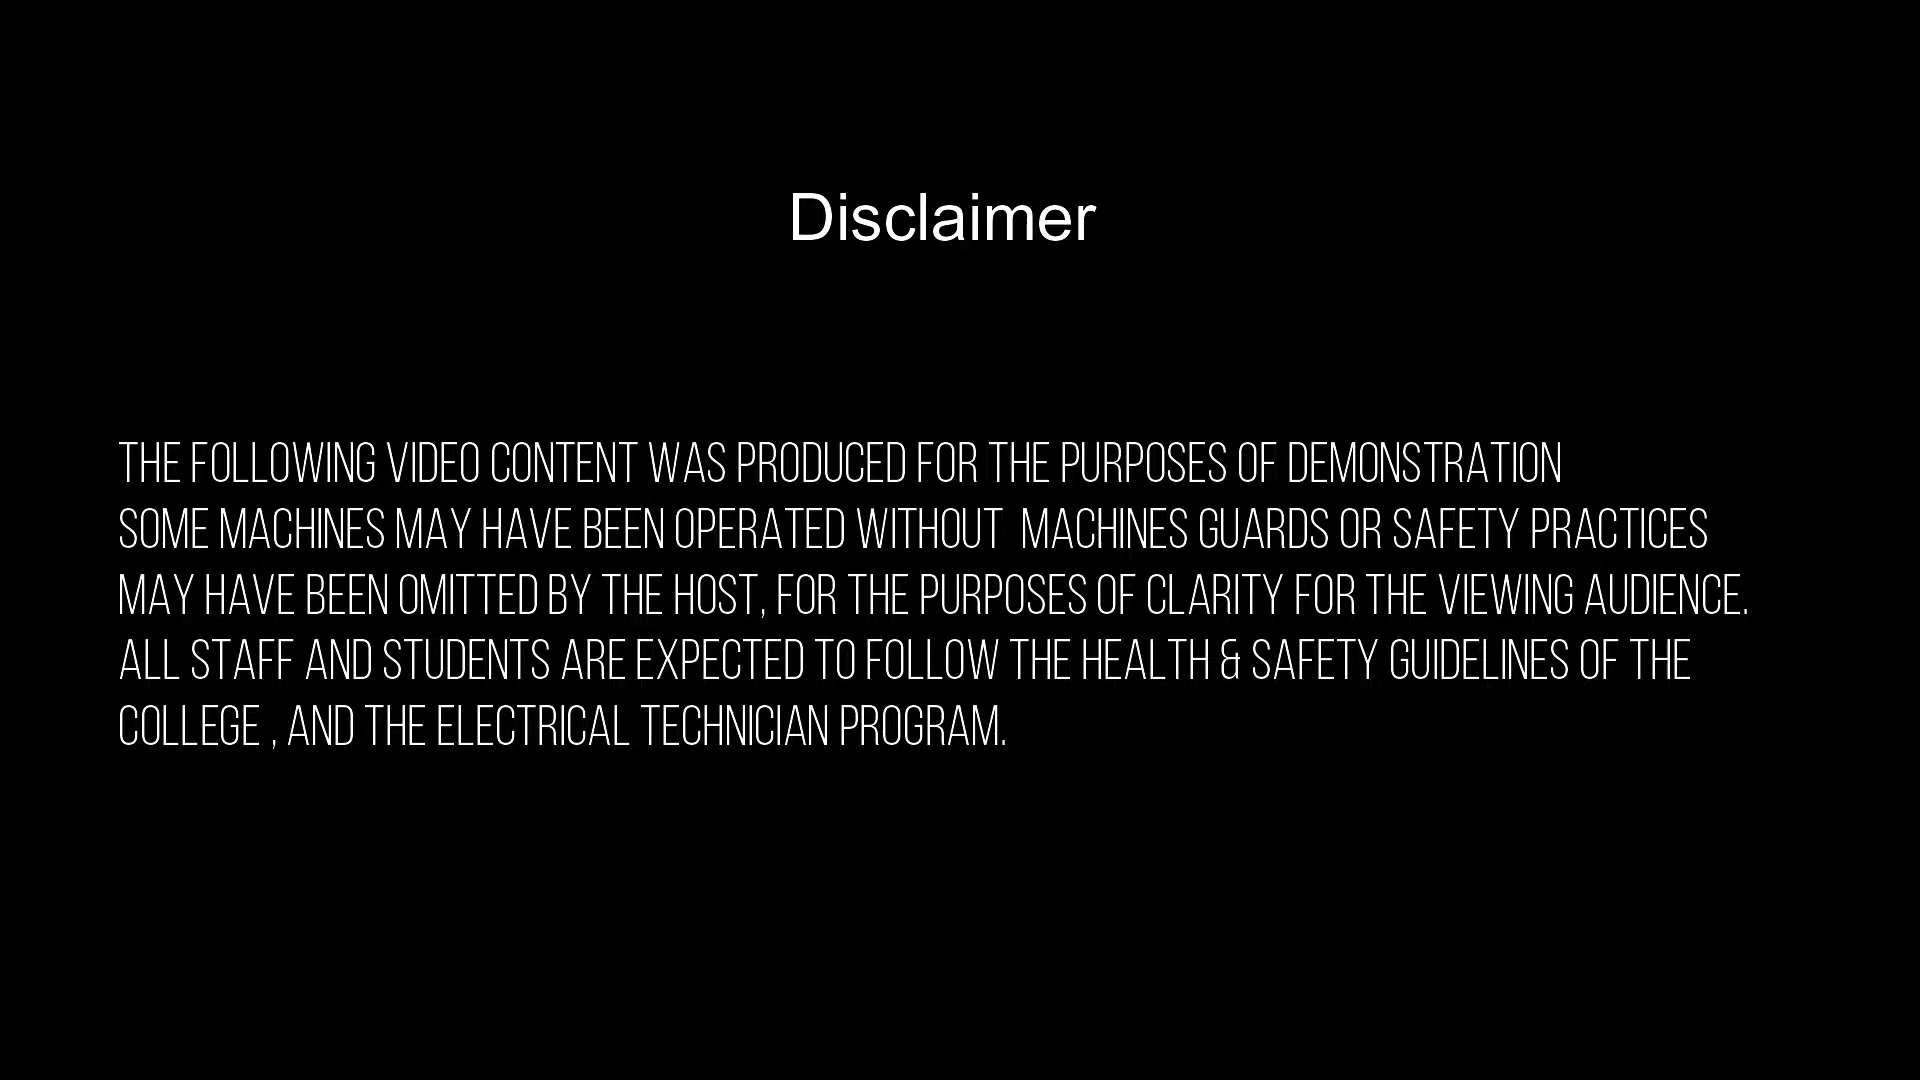 Disclaimer
THE FOLLOWING VIDEO CONTENT WAS PRODUCED FOR THE PURPOSES OF DEMONSTRATION
SOME MACHINES MAY HAVE BEEN OPERATED WITHOUT  MACHINES GUARDS OR SAFETY PRACTICES
MAY HAVE BEEN OMITTED BY THE HOST, FOR THE PURPOSES OF CLARITY FOR THE VIEWING AUDIENCE.
ALL STAFF AND STUDENTS ARE EXPECTED TO FOLLOW THE HEALTH & SAFETY GUIDELINES OF THE
COLLEGE , AND THE ELECTRICAL TECHNICIAN PROGRAM.